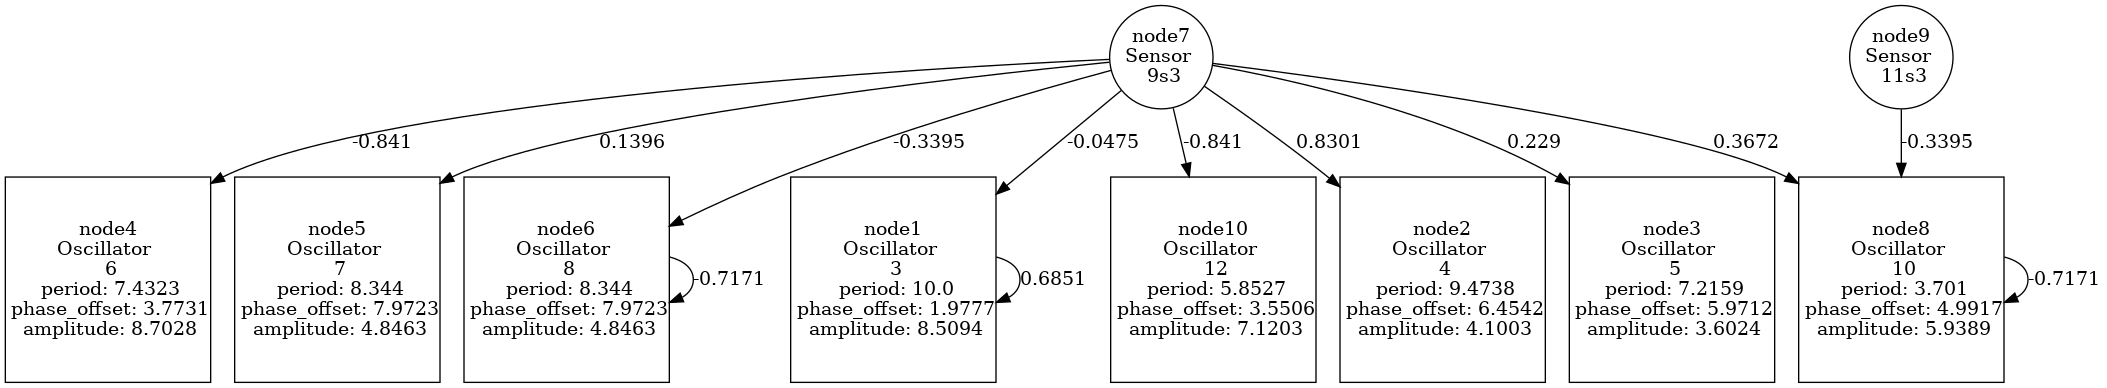 node7
Sensor
9s3
node9
Sensor
11s3
-0.841
0.1396
-0.3395
-0.0475
-0.841
0.8301
0.229
0.3672
-0.3395
node4
Oscillator
6
period: 7.4323
phase_offset: 3.7731
amplitude: 8.7028
node5
Oscillator
7
period: 8.344
phase_offset: 7.9723
amplitude: 4.8463
node6
Oscillator
8
period: 8.344
phase_offset: 7.9723
amplitude: 4.8463
-0.7171
node1
Oscillator
3
period: 10.0
phase_offset: 1.9777
amplitude: 8.5094
0.6851
node10
Oscillator
12
period: 5.8527
phase_offset: 3.5506
amplitude: 7.1203
node2
Oscillator
4
period: 9.4738
phase_offset: 6.4542
amplitude: 4.1003
node3
Oscillator
5
period: 7.2159
phase_offset: 5.9712
amplitude: 3.6024
node8
Oscillator
10
period: 3.701
phase_offset: 4.9917
amplitude: 5.9389
-0.7171